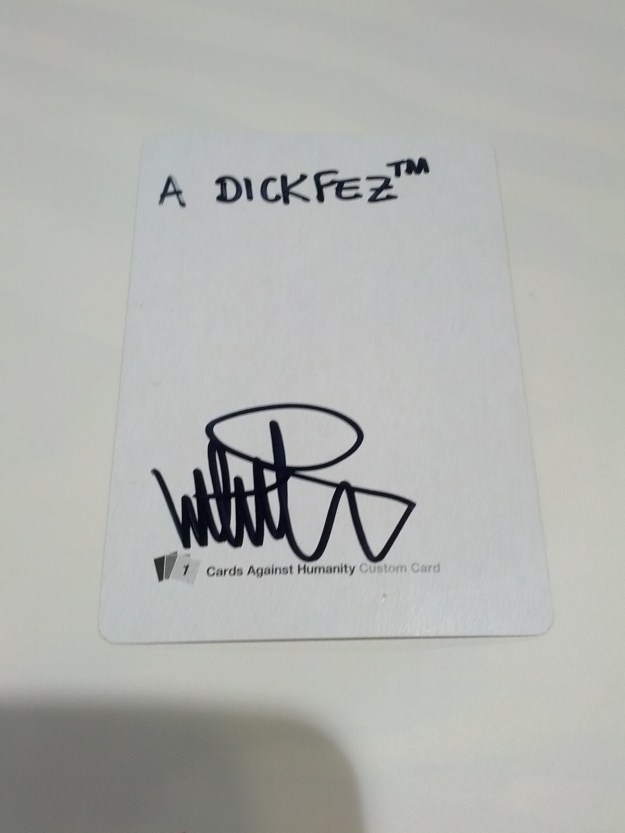 A DICKFEZ™
1 Cards Against Humanity Custom Card